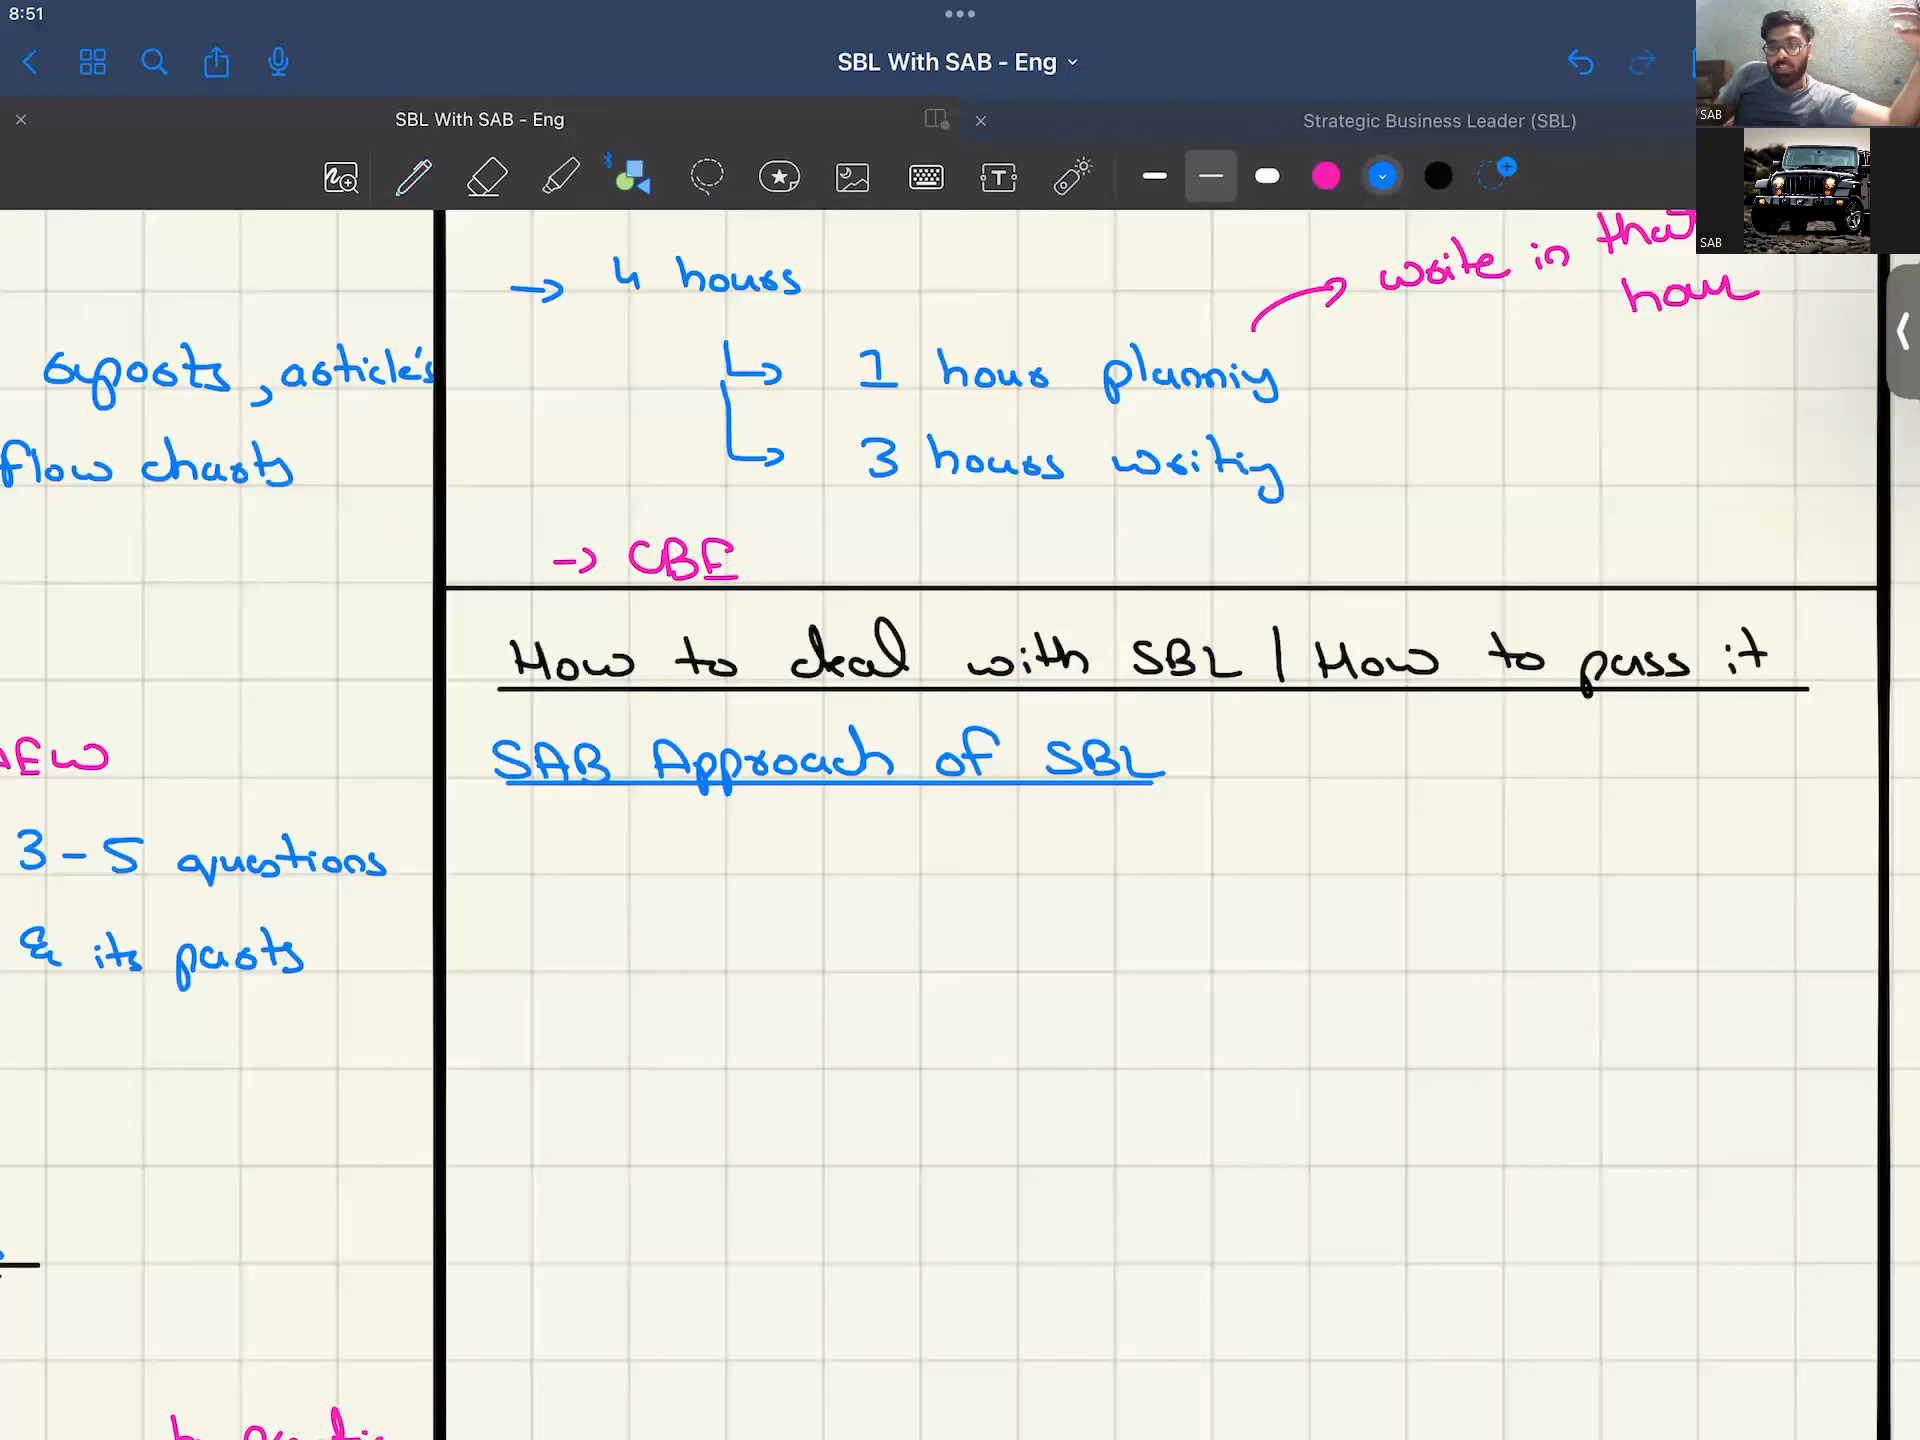 8:51
SBL With SAB - Eng
SBL With SAB - Eng
Strategic Business Leader (SBL)
SAB
SAB
T
→ 4 hours
write in that
hour
1 hour planning
3 hours writing
→ CBE
reports, article's
flow charts
3-5 questions
& its parts
How to deal with SBL | How to pass it
SAB Approach of SBL